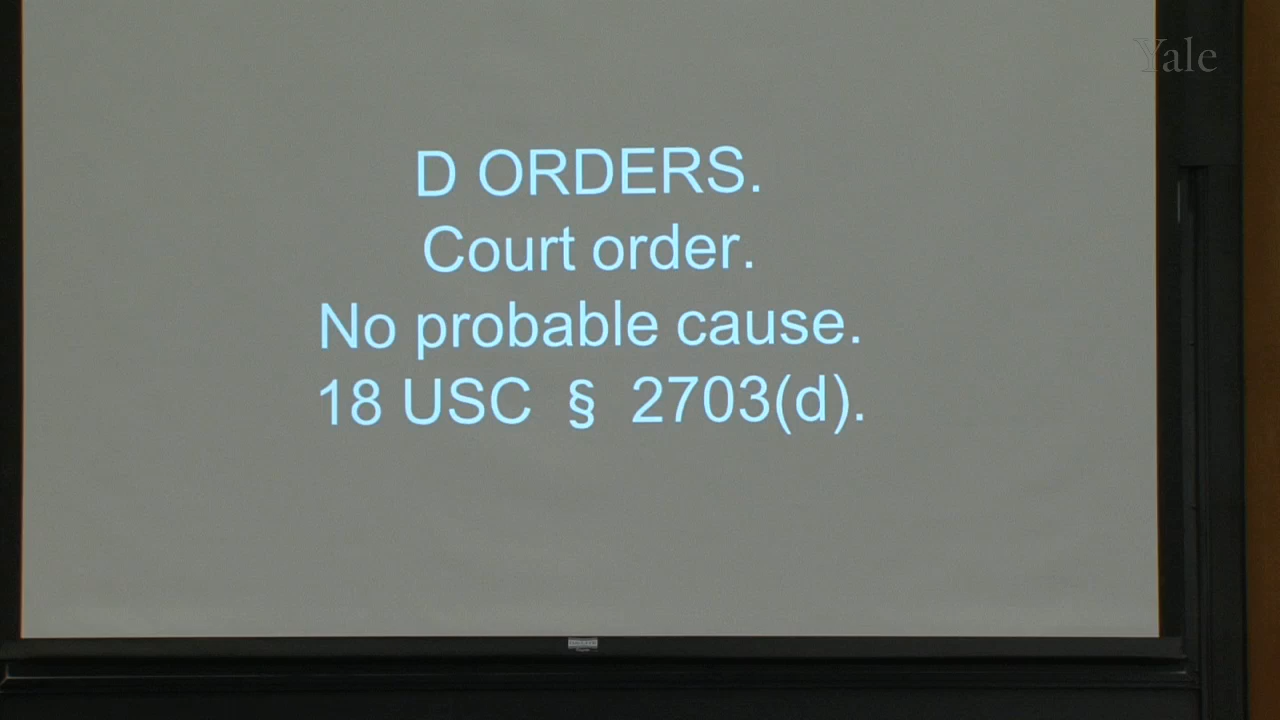 Yale
D ORDERS.
Court order.
No probable cause.
18 USC § 2703(d).